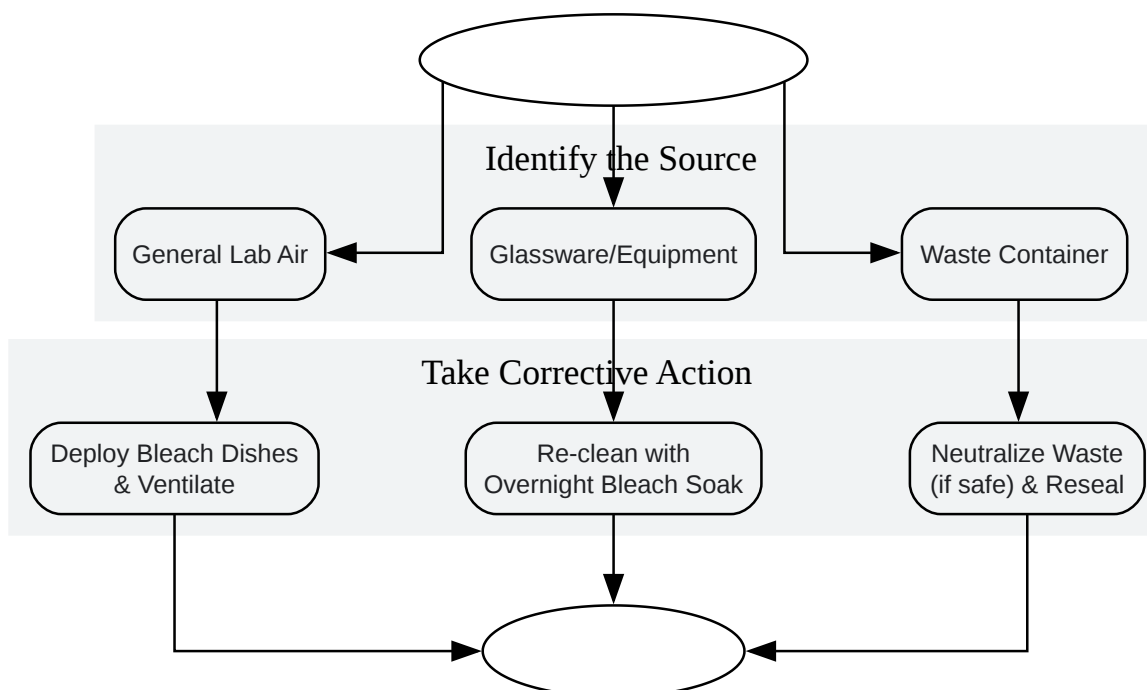 Identify the Source
General Lab Air
Glassware/Equipment
Waste Container
Take Corrective Action
Deploy Bleach Dishes
& Ventilate
Re-clean with
Overnight Bleach Soak
Neutralize Waste
(if safe) & Reseal